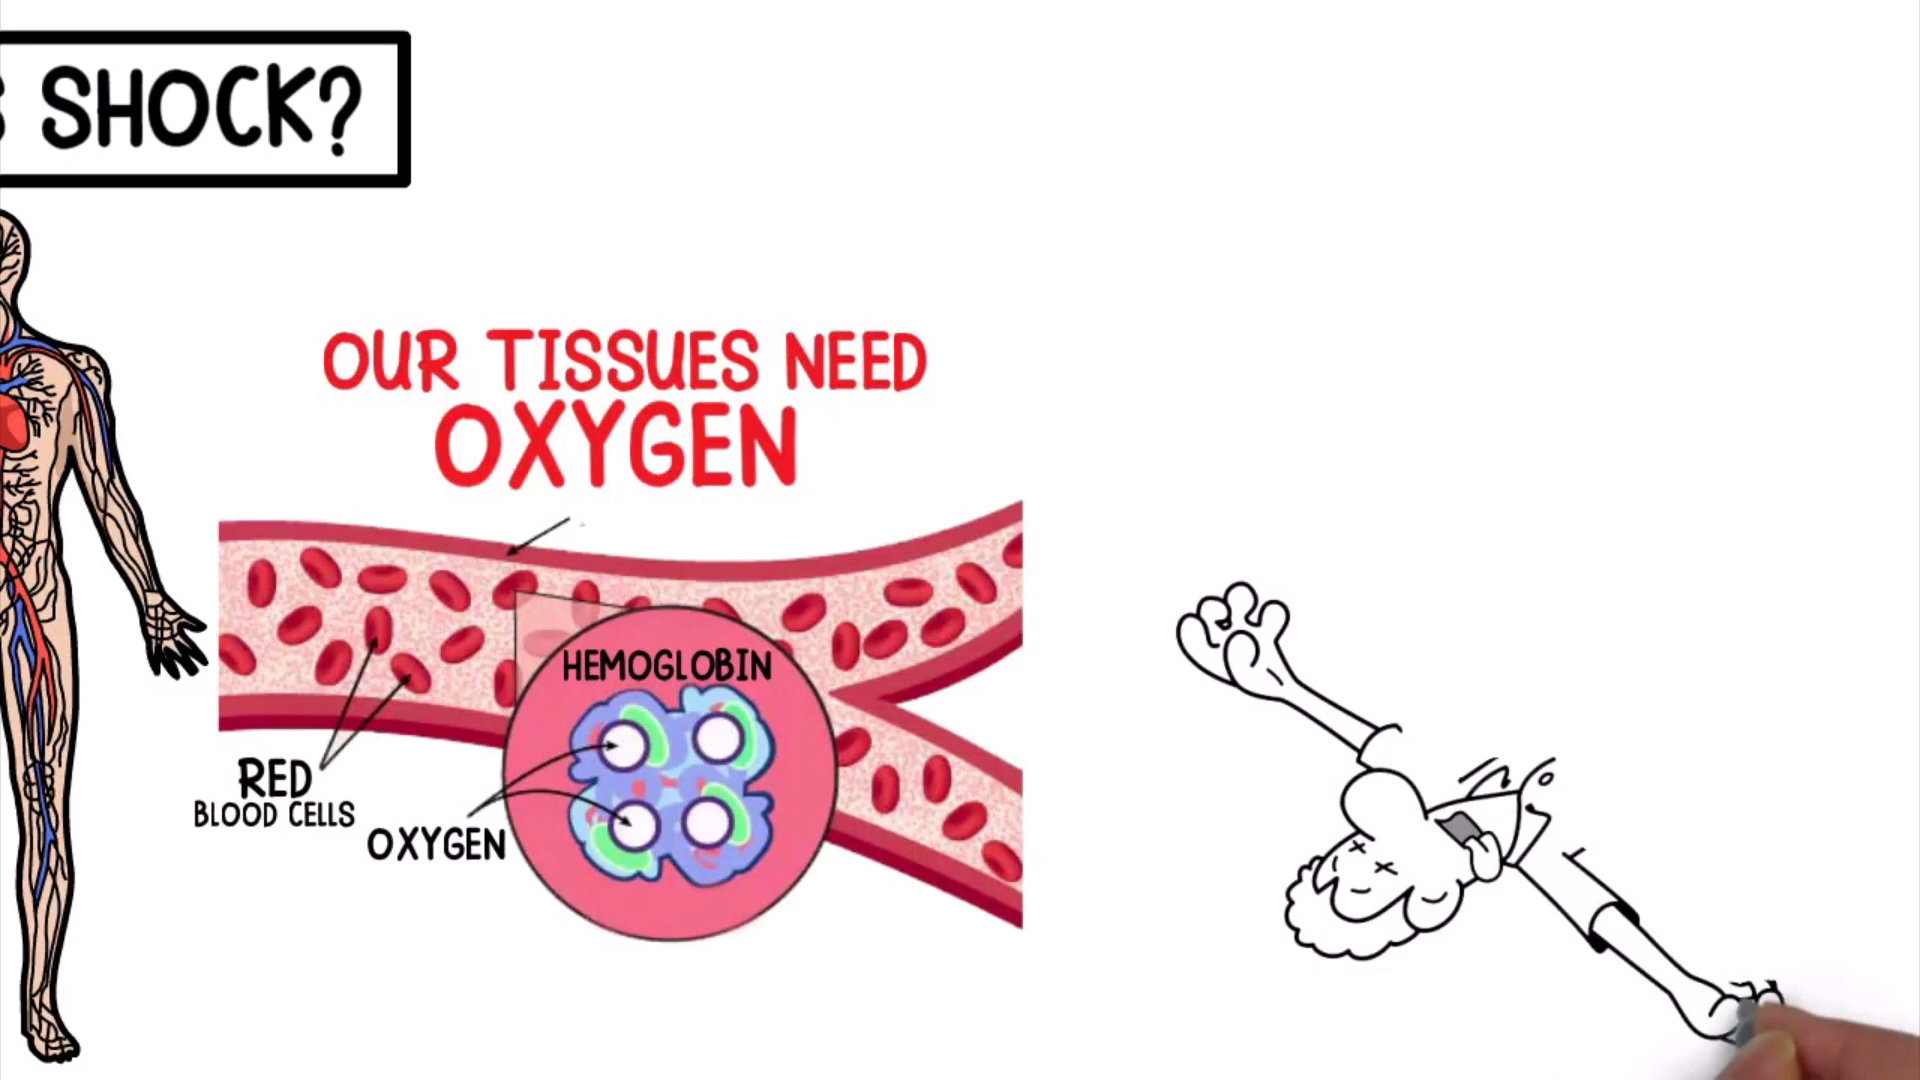 SHOCK?
OUR TISSUES NEED
OXYGEN
HEMOGLOBIN
RED
BLOOD CELLS
OXYGEN